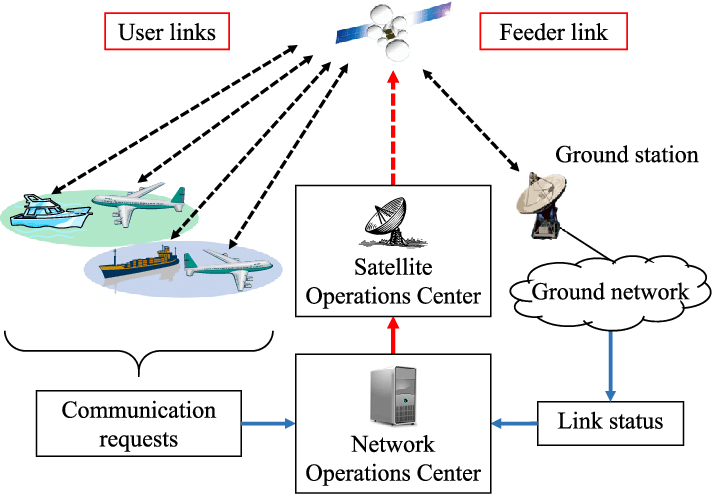 User links
Feeder link
Ground station
Satellite
Operations Center
Ground network
Communication
requests
Network
Operations Center
Link status